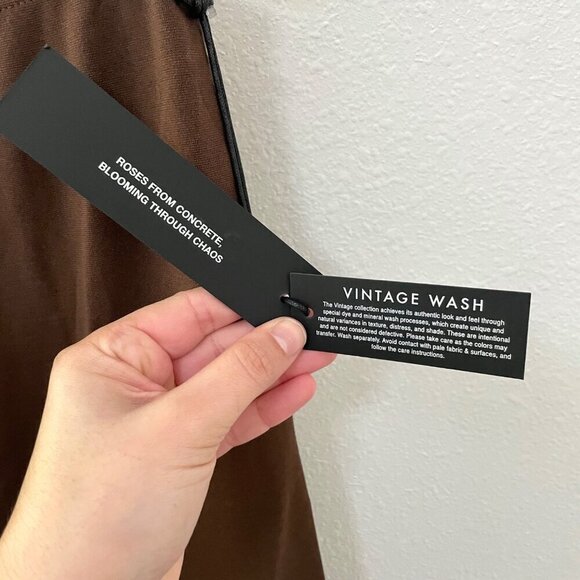 ROSES FROM CONCRETE,
BLOOMING THROUGH CHAOS
VINTAGE WASH
The Vintage collection achieves its authentic look and feel through
special dye and mineral wash processes, which create unique and
natural variances in texture, distress, and shade. These are intentional
and are not considered defective. Please take care as the colors may
transfer. Wash separately. Avoid contact with pale fabric & surfaces, and
follow the care instructions.